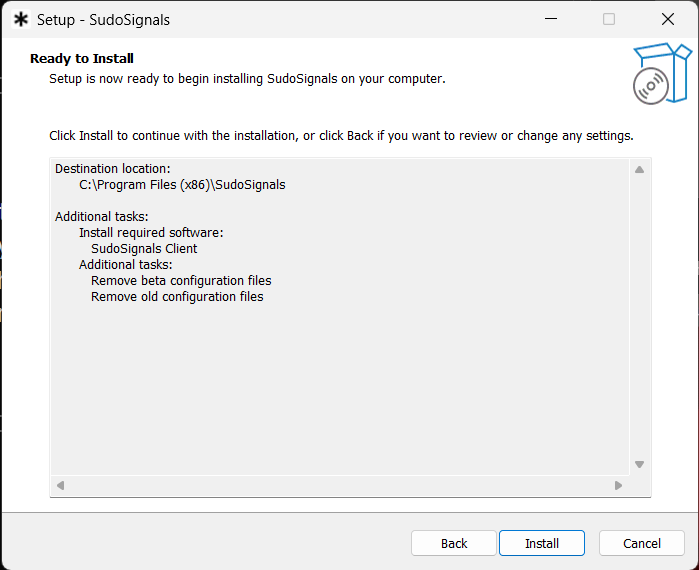 Setup - SudoSignals
Ready to Install
Setup is now ready to begin installing SudoSignals on your computer.
Click Install to continue with the installation, or click Back if you want to review or change any settings.
Destination location:
C:\Program Files (x86)\SudoSignals
Additional tasks:
Install required software:
SudoSignals Client
Additional tasks:
Remove beta configuration files
Remove old configuration files
Back
Install
Cancel